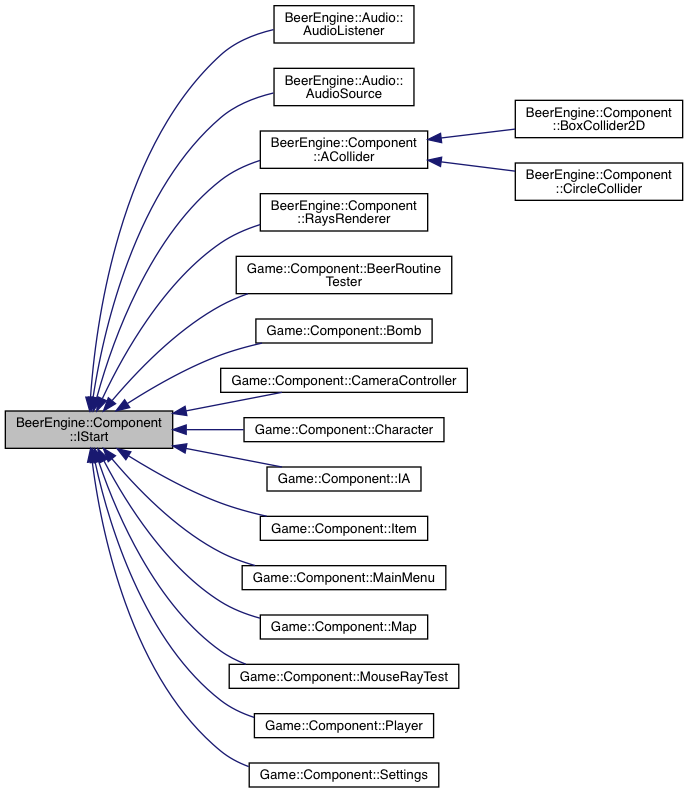 BeerEngine::Audio::
AudioListener
BeerEngine::Audio::
AudioSource
BeerEngine::Component
::ACollider
BeerEngine::Component
::BoxCollider2D
BeerEngine::Component
::CircleCollider
BeerEngine::Component
::RaysRenderer
Game::Component::BeerRoutine
Tester
Game::Component::Bomb
Game::Component::CameraController
BeerEngine::Component
::IStart
Game::Component::Character
Game::Component::IA
Game::Component::Item
Game::Component::MainMenu
Game::Component::Map
Game::Component::MouseRayTest
Game::Component::Player
Game::Component::Settings